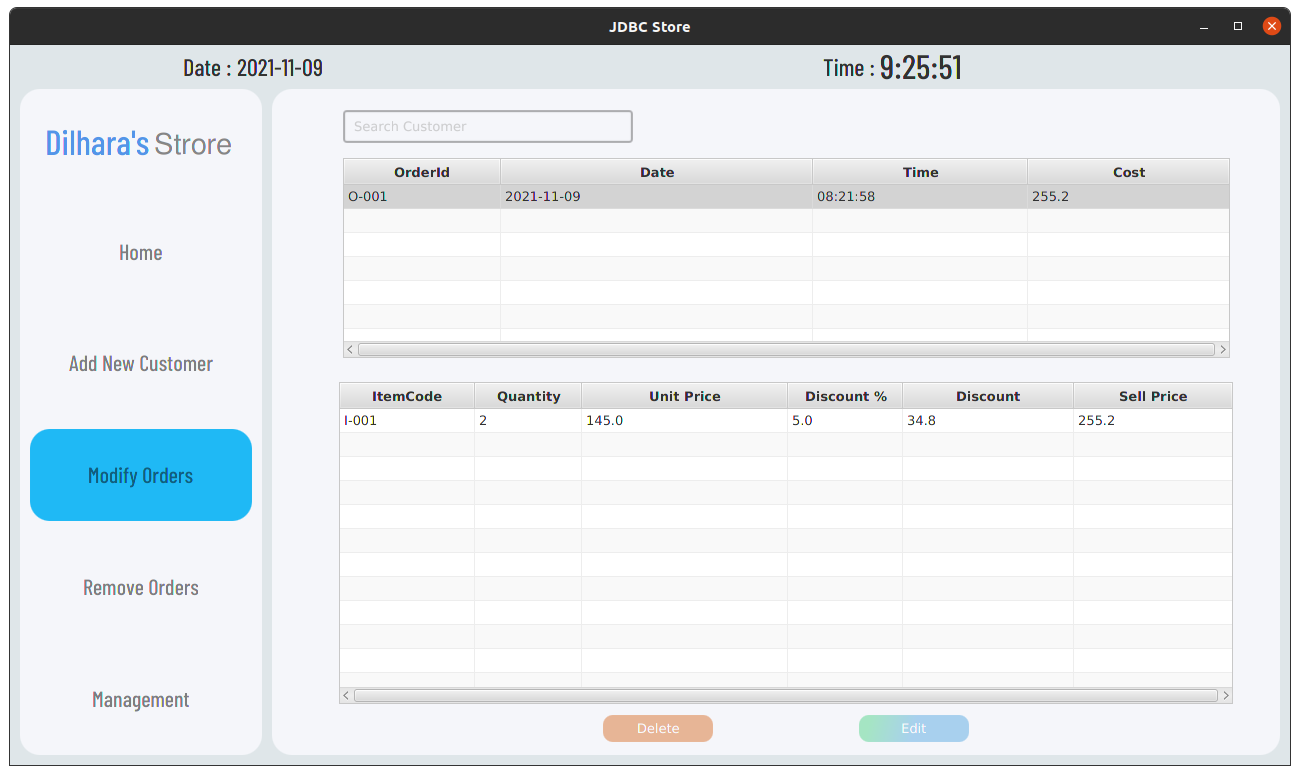 JDBC Store
Date : 2021-11-09 Time : 9:25:51
Dilhara's Strore
Home
Add New Customer
Modify Orders
Remove Orders
Management
Search Customer
OrderId Date Time Cost
O-001 2021-11-09 08:21:58 255.2
ItemCode Quantity Unit Price Discount % Discount Sell Price
I-001 2 145.0 5.0 34.8 255.2
Delete Edit